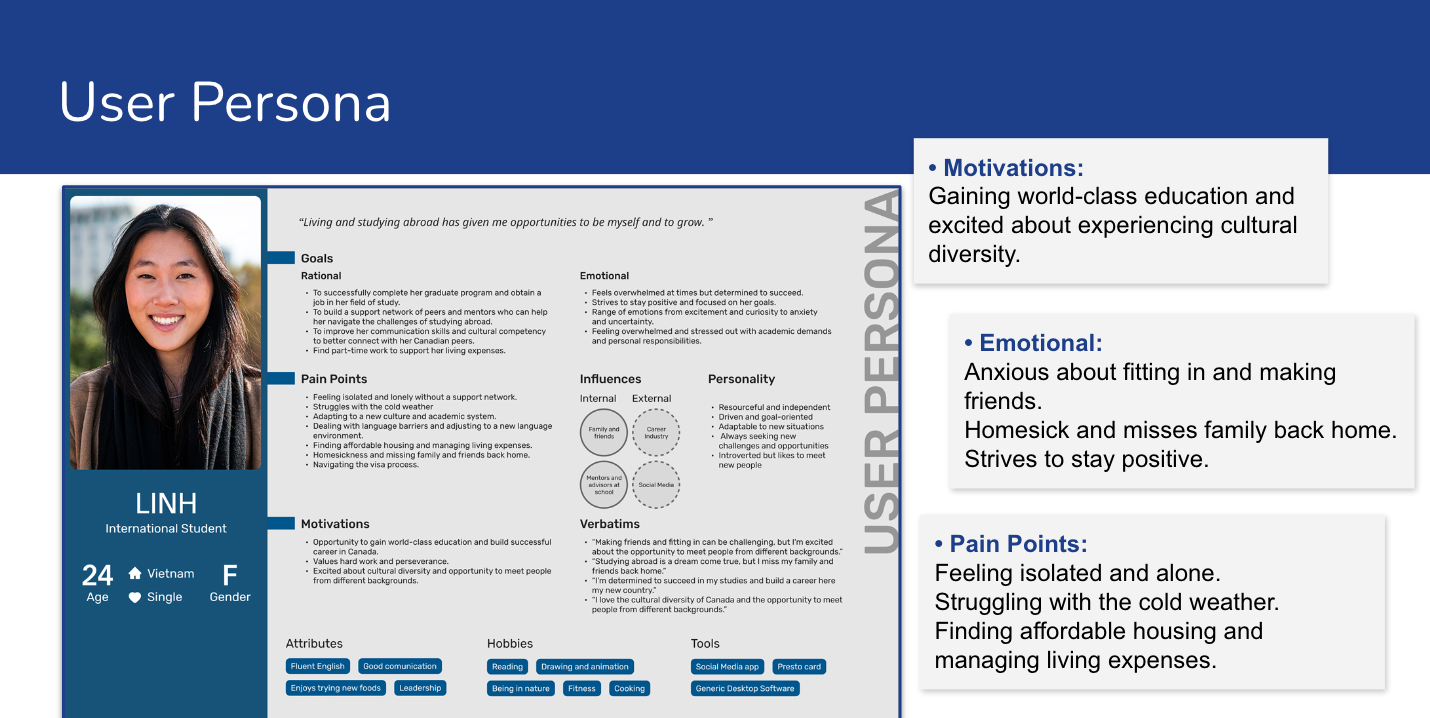 User Persona
USER PERSONA
“Living and studying abroad has given me opportunities to be myself and to grow. ”
LINH
International Student
24
Age
Vietnam
Single
F
Gender
Goals
Rational
• To successfully complete her graduate program and obtain a
job in her field of study.
• To build a support network of peers and mentors who can help
her navigate the challenges of studying abroad.
• To improve her communication skills and cultural competency
to better connect with her Canadian peers.
• Find part-time work to support her living expenses.
Emotional
• Feels overwhelmed at times but determined to succeed.
• Strives to stay positive and focused on her goals.
• Range of emotions from excitement and curiosity to anxiety
and uncertainty.
• Feeling overwhelmed and stressed out with academic demands
and personal responsibilities.
Pain Points
• Feeling isolated and lonely without a support network.
• Struggles with the cold weather
• Adapting to a new culture and academic system.
• Dealing with language barriers and adjusting to a new language
environment.
• Finding affordable housing and managing living expenses.
• Homesickness and missing family and friends back home.
• Navigating the visa process.
Influences
Internal
External
Family and
friends
Career
Industry
Mentors and
advisors at
school
Social Media
Personality
• Resourceful and independent
• Driven and goal-oriented
• Adaptable to new situations
• Always seeking new
challenges and opportunities
• Introverted but likes to meet
new people
Motivations
• Opportunity to gain world-class education and build successful
career in Canada.
• Values hard work and perseverance.
• Excited about cultural diversity and opportunity to meet people
from different backgrounds.
Verbatims
• “Making friends and fitting in can be challenging, but I’m excited
about the opportunity to meet people from different backgrounds.”
• “Studying abroad is a dream come true, but I miss my family and
friends back home.”
• “I’m determined to succeed in my studies and build a career here
my new country.”
• “I love the cultural diversity of Canada and the opportunity to meet
people from different backgrounds.”
Attributes
Fluent English
Good comunication
Enjoys trying new foods
Leadership
Hobbies
Reading
Drawing and animation
Being in nature
Fitness
Cooking
Tools
Social Media app
Presto card
Generic Desktop Software
• Motivations:
Gaining world-class education and
excited about experiencing cultural
diversity.
• Emotional:
Anxious about fitting in and making
friends.
Homesick and misses family back home.
Strives to stay positive.
• Pain Points:
Feeling isolated and alone.
Struggling with the cold weather.
Finding affordable housing and
managing living expenses.